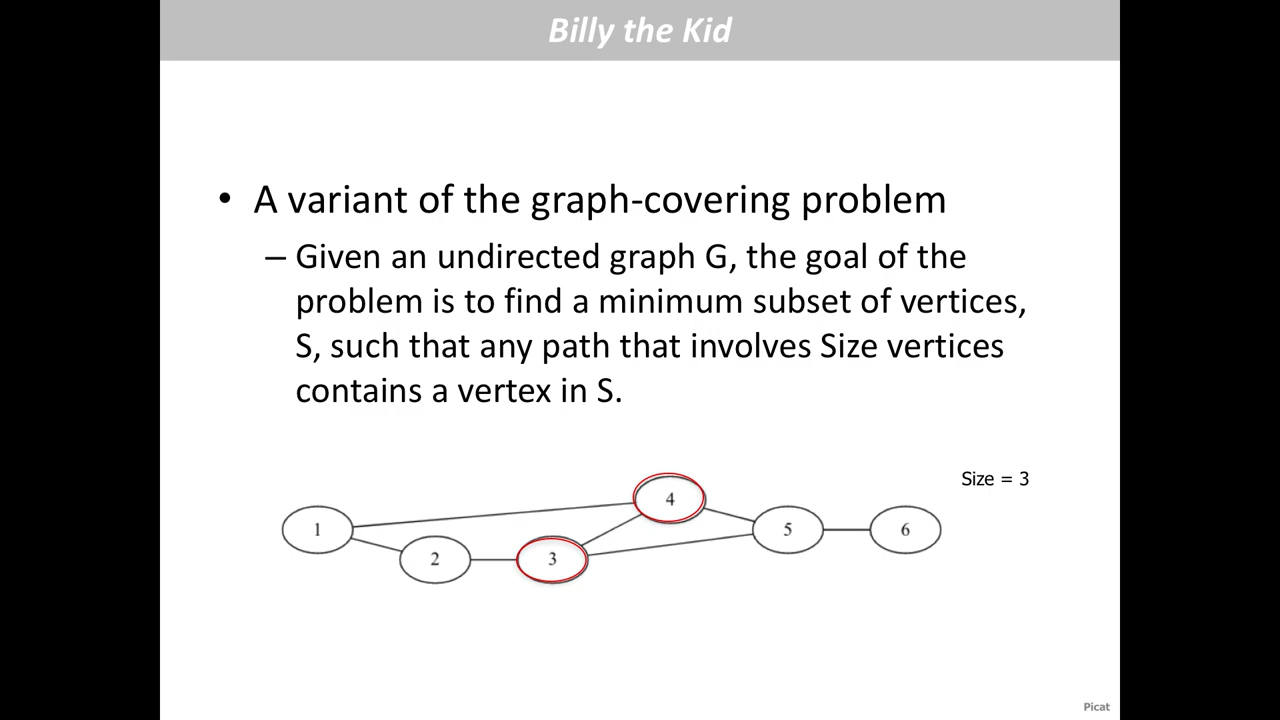 Billy the Kid
• A variant of the graph-covering problem
– Given an undirected graph G, the goal of the
problem is to find a minimum subset of vertices,
S, such that any path that involves Size vertices
contains a vertex in S.
Size = 3
4
1
5
6
2
3
Picat